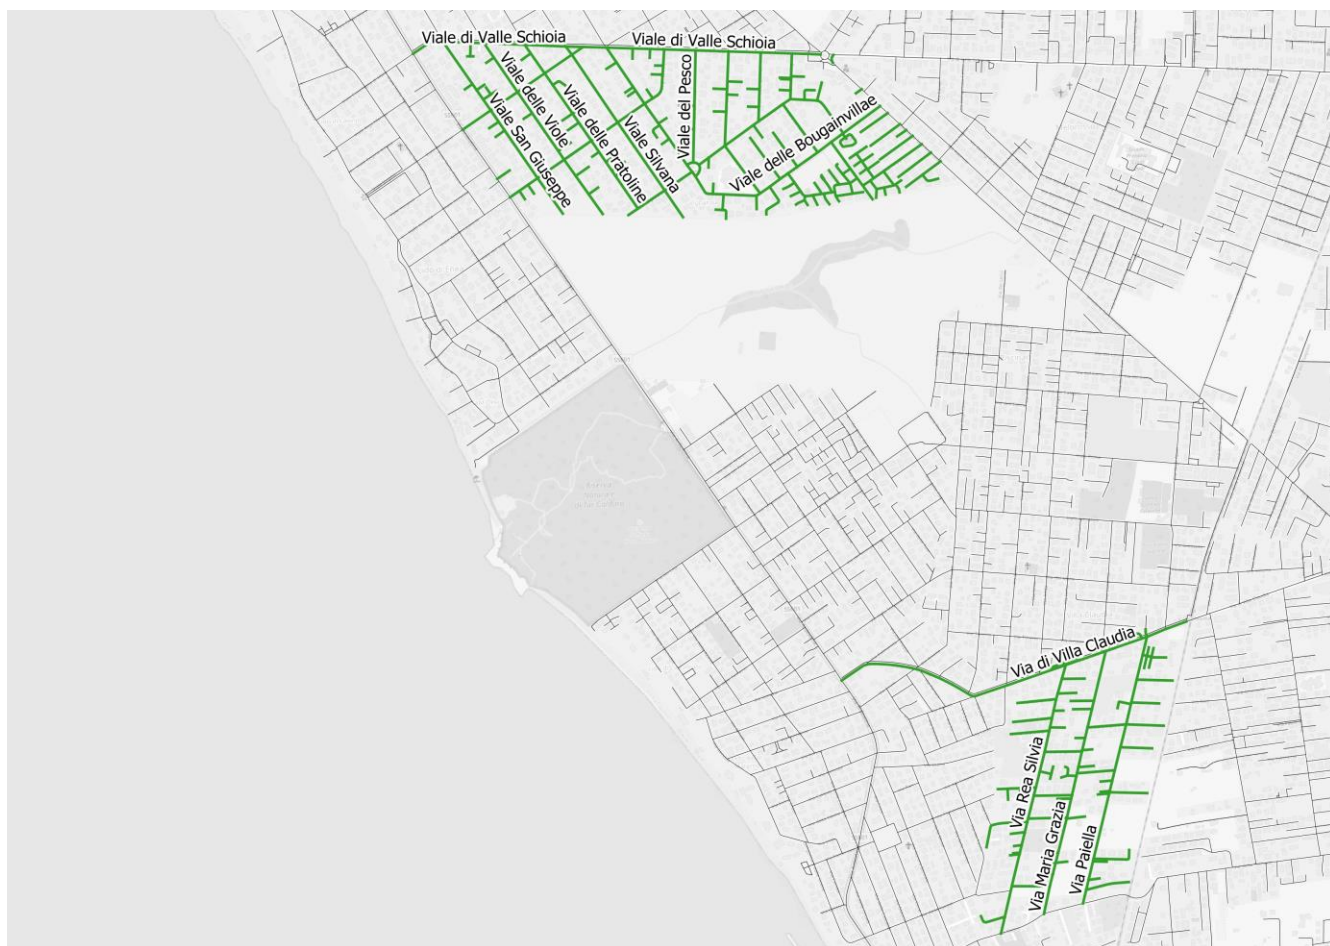 Viale di Valle Schioia
Viale di Valle Schioia
Viale del Pesco
Viale delle Viole
Viale delle Pratoline
Viale San Giuseppe
Viale Silvana
Viale delle Bougainvillae
Via di Villa Claudia
Via Rea Silvia
Via Maria Grazia
Via Paiella